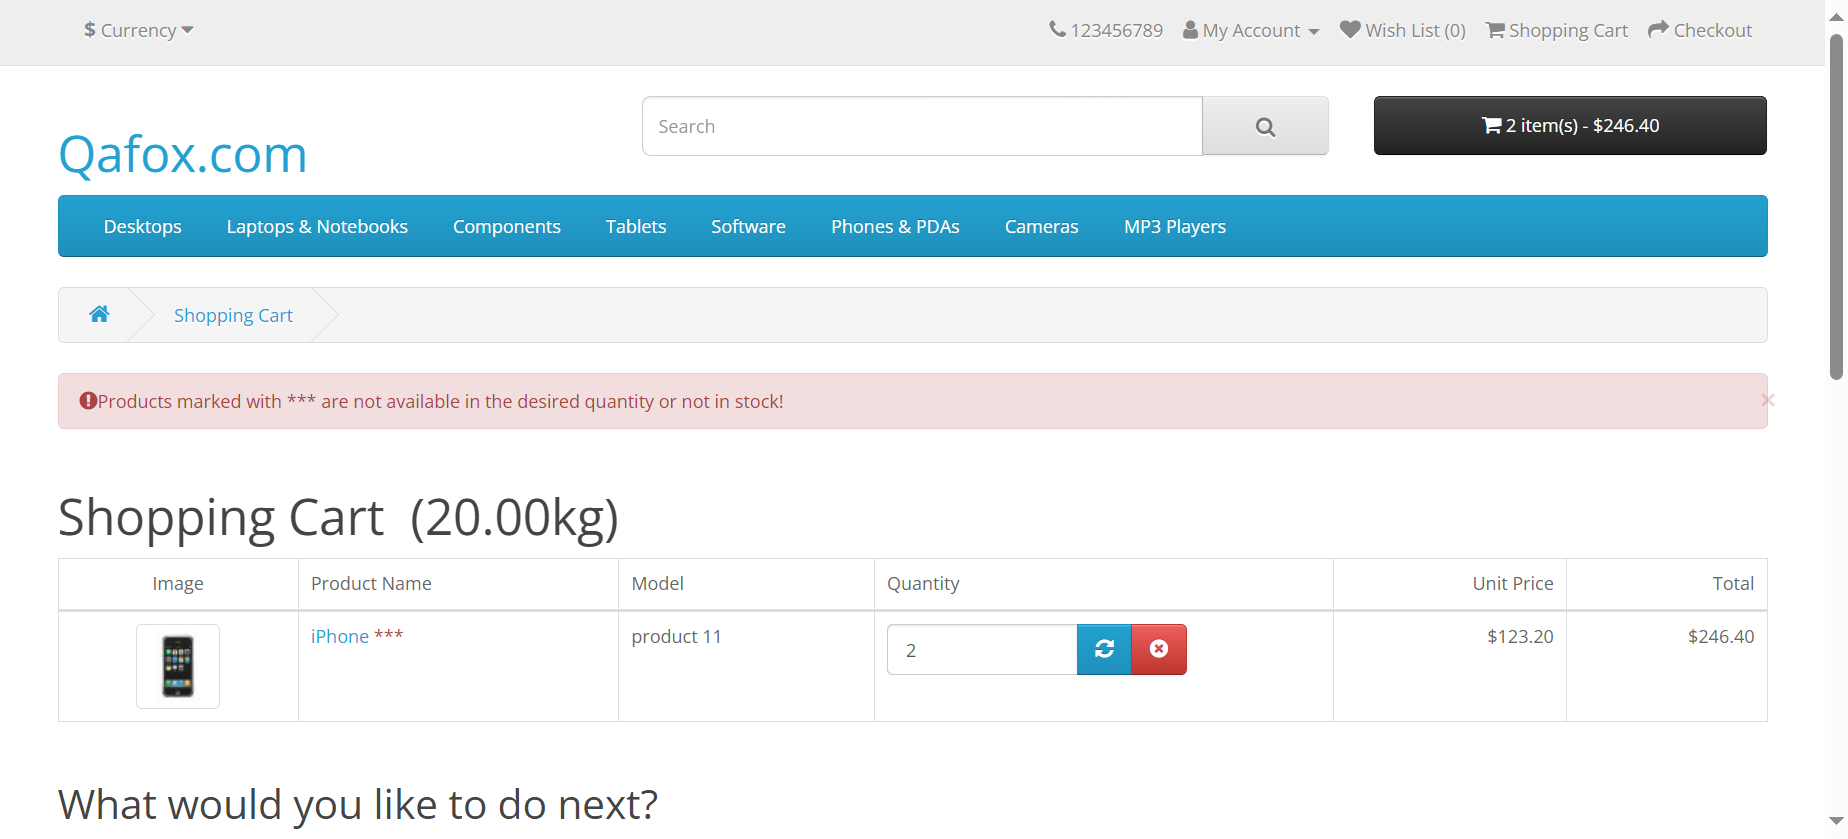 $ Currency
123456789 My Account Wish List (0) Shopping Cart Checkout
Qafox.com
Search
2 item(s) - $246.40
Desktops Laptops & Notebooks Components Tablets Software Phones & PDAs Cameras MP3 Players
Shopping Cart
Products marked with *** are not available in the desired quantity or not in stock!
×
Shopping Cart (20.00kg)
Image Product Name Model Quantity Unit Price Total
iPhone *** product 11 2 $123.20 $246.40
What would you like to do next?